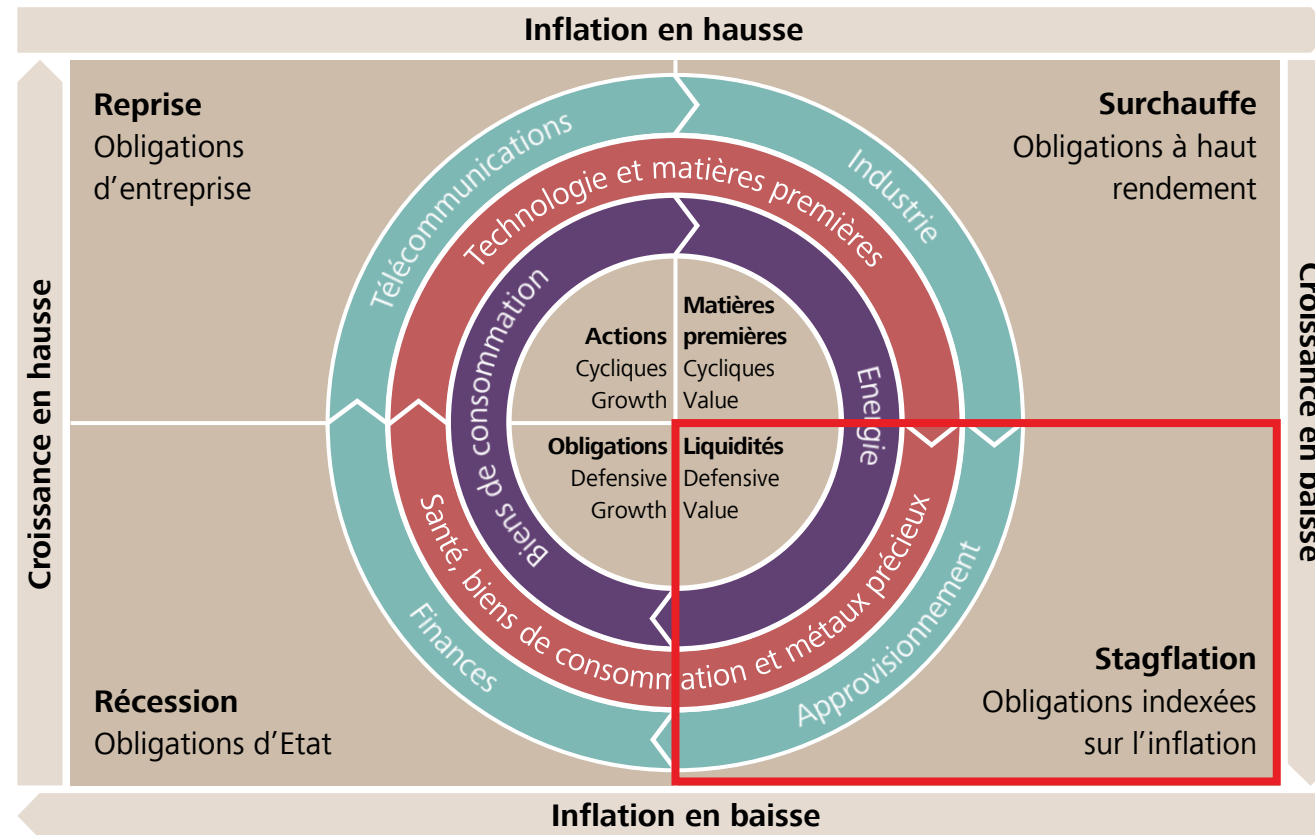 Inflation en hausse
Croissance en hausse
Reprise
Obligations
d’entreprise
Surchauffe
Obligations à haut
rendement
Croissance en baisse
Télécommunications
Industrie
Technologie et matières premières
Biens de consommation
Energie
Actions
Cycliques
Growth
Matières
premières
Cycliques
Value
Obligations
Defensive
Growth
Liquidités
Defensive
Value
Santé, biens de consommation et métaux précieux
Finances
Approvisionnement
Récession
Obligations d’Etat
Stagflation
Obligations indexées
sur l’inflation
Inflation en baisse